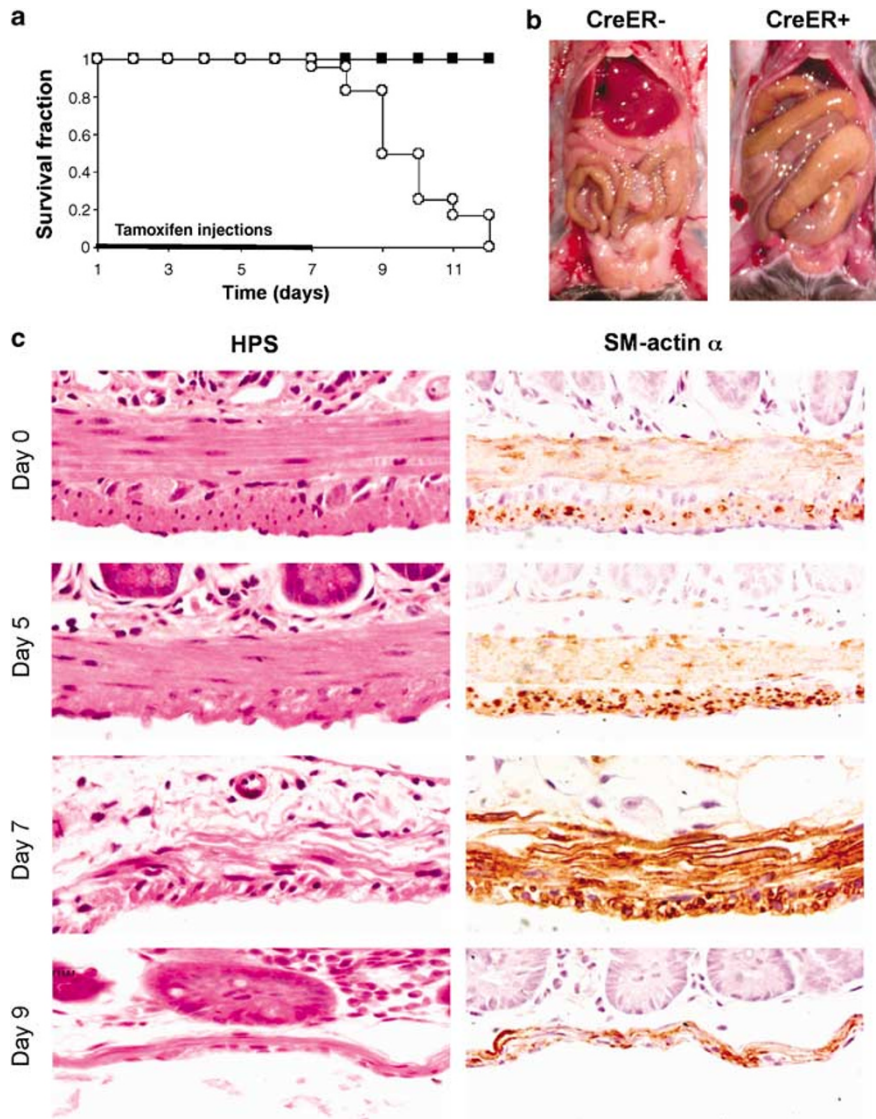 a
Survival fraction
1
0.8
0.6
0.4
0.2
0
Tamoxifen injections
1 3 5 7 9 11
Time (days)
b
CreER- CreER+
c
HPS SM-actin α
Day 0
Day 5
Day 7
Day 9